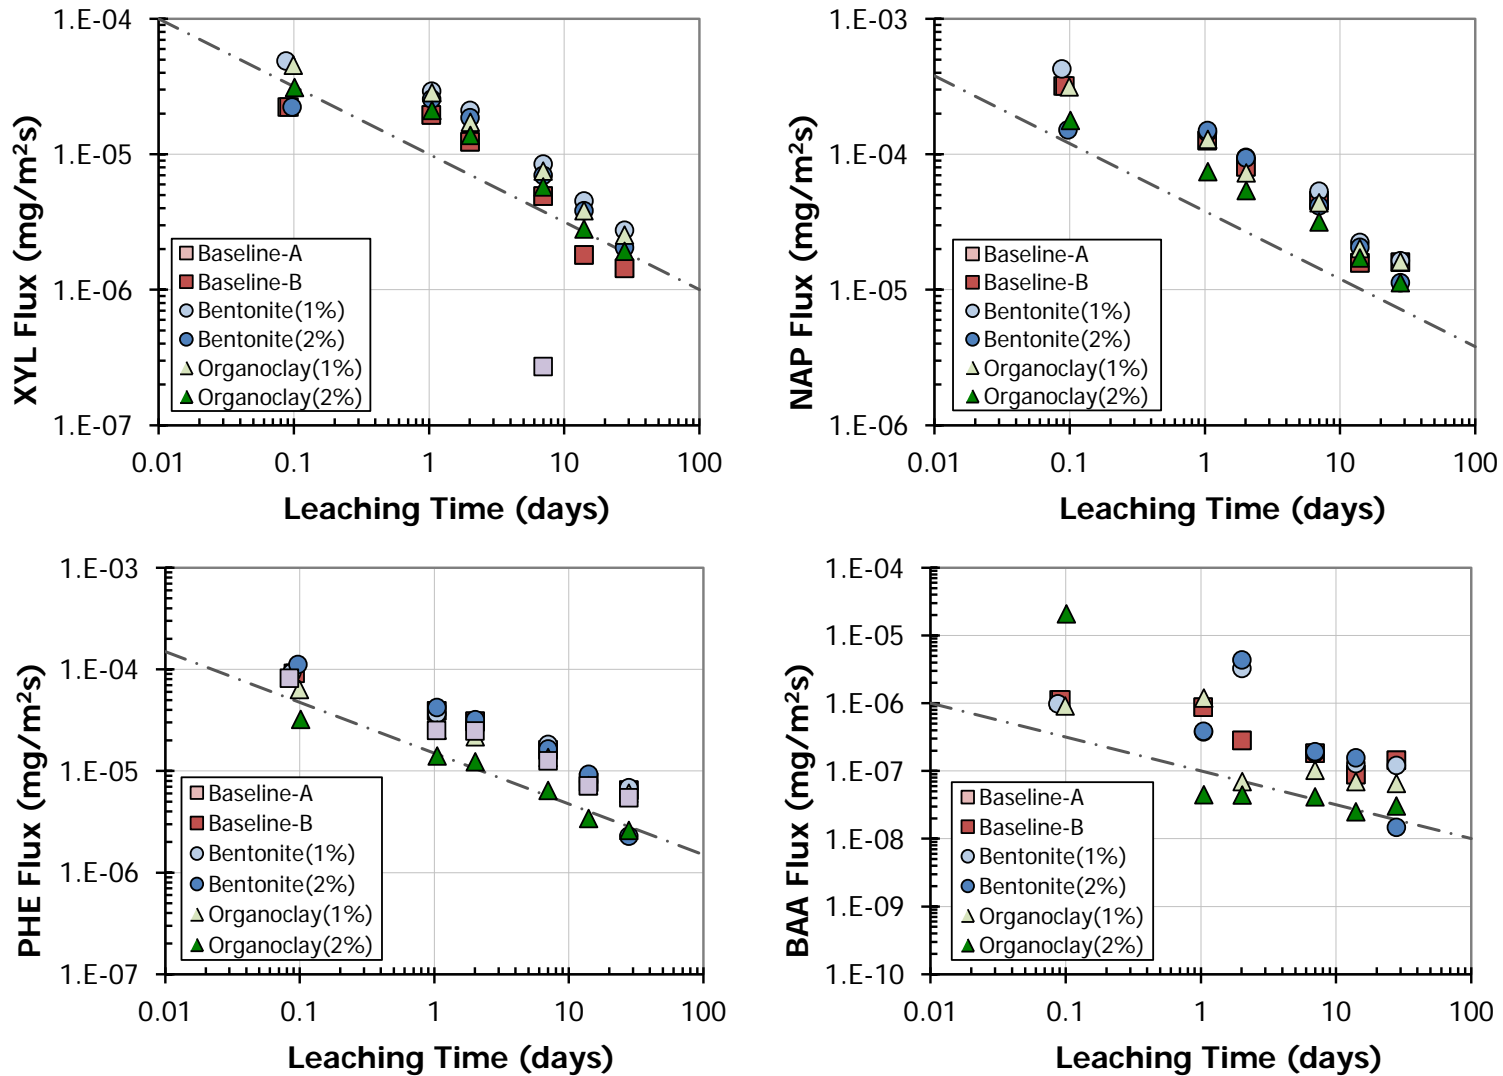 XYL Flux (mg/m²s)
1.E-04
1.E-05
1.E-06
1.E-07
Baseline-A
Baseline-B
Bentonite(1%)
Bentonite(2%)
Organoclay(1%)
Organoclay(2%)
0.01 0.1 1 10 100
Leaching Time (days)
NAP Flux (mg/m²s)
1.E-03
1.E-04
1.E-05
1.E-06
Baseline-A
Baseline-B
Bentonite(1%)
Bentonite(2%)
Organoclay(1%)
Organoclay(2%)
0.01 0.1 1 10 100
Leaching Time (days)
PHE Flux (mg/m²s)
1.E-03
1.E-04
1.E-05
1.E-06
1.E-07
Baseline-A
Baseline-B
Bentonite(1%)
Bentonite(2%)
Organoclay(1%)
Organoclay(2%)
0.01 0.1 1 10 100
Leaching Time (days)
BAA Flux (mg/m²s)
1.E-04
1.E-05
1.E-06
1.E-07
1.E-08
1.E-09
1.E-10
Baseline-A
Baseline-B
Bentonite(1%)
Bentonite(2%)
Organoclay(1%)
Organoclay(2%)
0.01 0.1 1 10 100
Leaching Time (days)